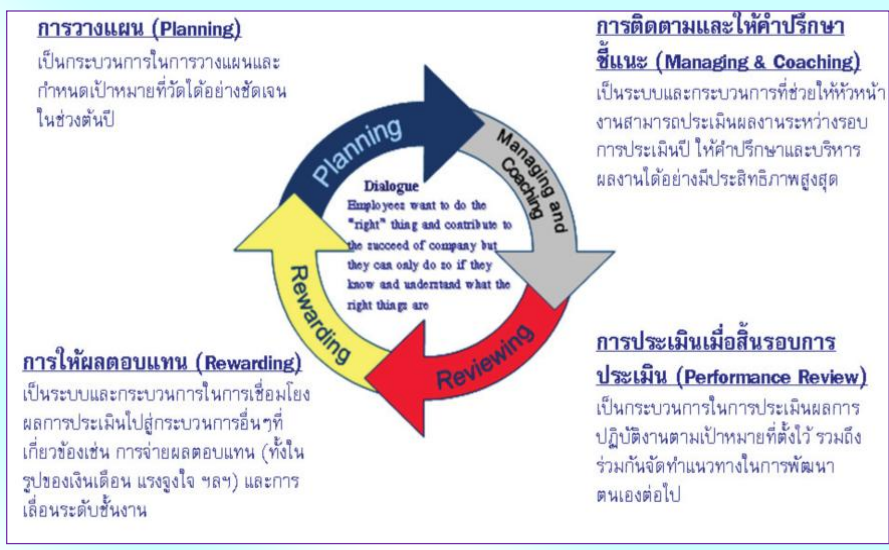 การวางแผน (Planning)
เป็นกระบวนการในการวางแผนและ
กำหนดเป้าหมายที่วัดได้อย่างชัดเจน
ในช่วงต้นปี
การติดตามและให้คำปรึกษา
ชี้แนะ (Managing & Coaching)
เป็นระบบและกระบวนการที่ช่วยให้หัวหน้า
งานสามารถประเมินผลงานระหว่างรอบ
การประเมินปี ให้คำปรึกษาและบริหาร
ผลงานได้อย่างมีประสิทธิภาพสูงสุด
Planning
Managing and
Coaching
Dialogue
Employees want to do the
"right" thing and contribute to
the succeed of company but
they can only do so if they
know and understand what the
right things are
Rewarding
Reviewing
การให้ผลตอบแทน (Rewarding)
เป็นระบบและกระบวนการในการเชื่อมโยง
ผลการประเมินไปสู่กระบวนการอื่นๆที่
เกี่ยวข้องเช่น การจ่ายผลตอบแทน (ทั้งใน
รูปของเงินเดือน แรงจูงใจ ฯลฯ) และการ
เลื่อนระดับชั้นงาน
การประเมินเมื่อสิ้นรอบการ
ประเมิน (Performance Review)
เป็นกระบวนการในการประเมินผลการ
ปฏิบัติงานตามเป้าหมายที่ตั้งไว้ รวมถึง
ร่วมกันจัดทำแนวทางในการพัฒนา
ตนเองต่อไป